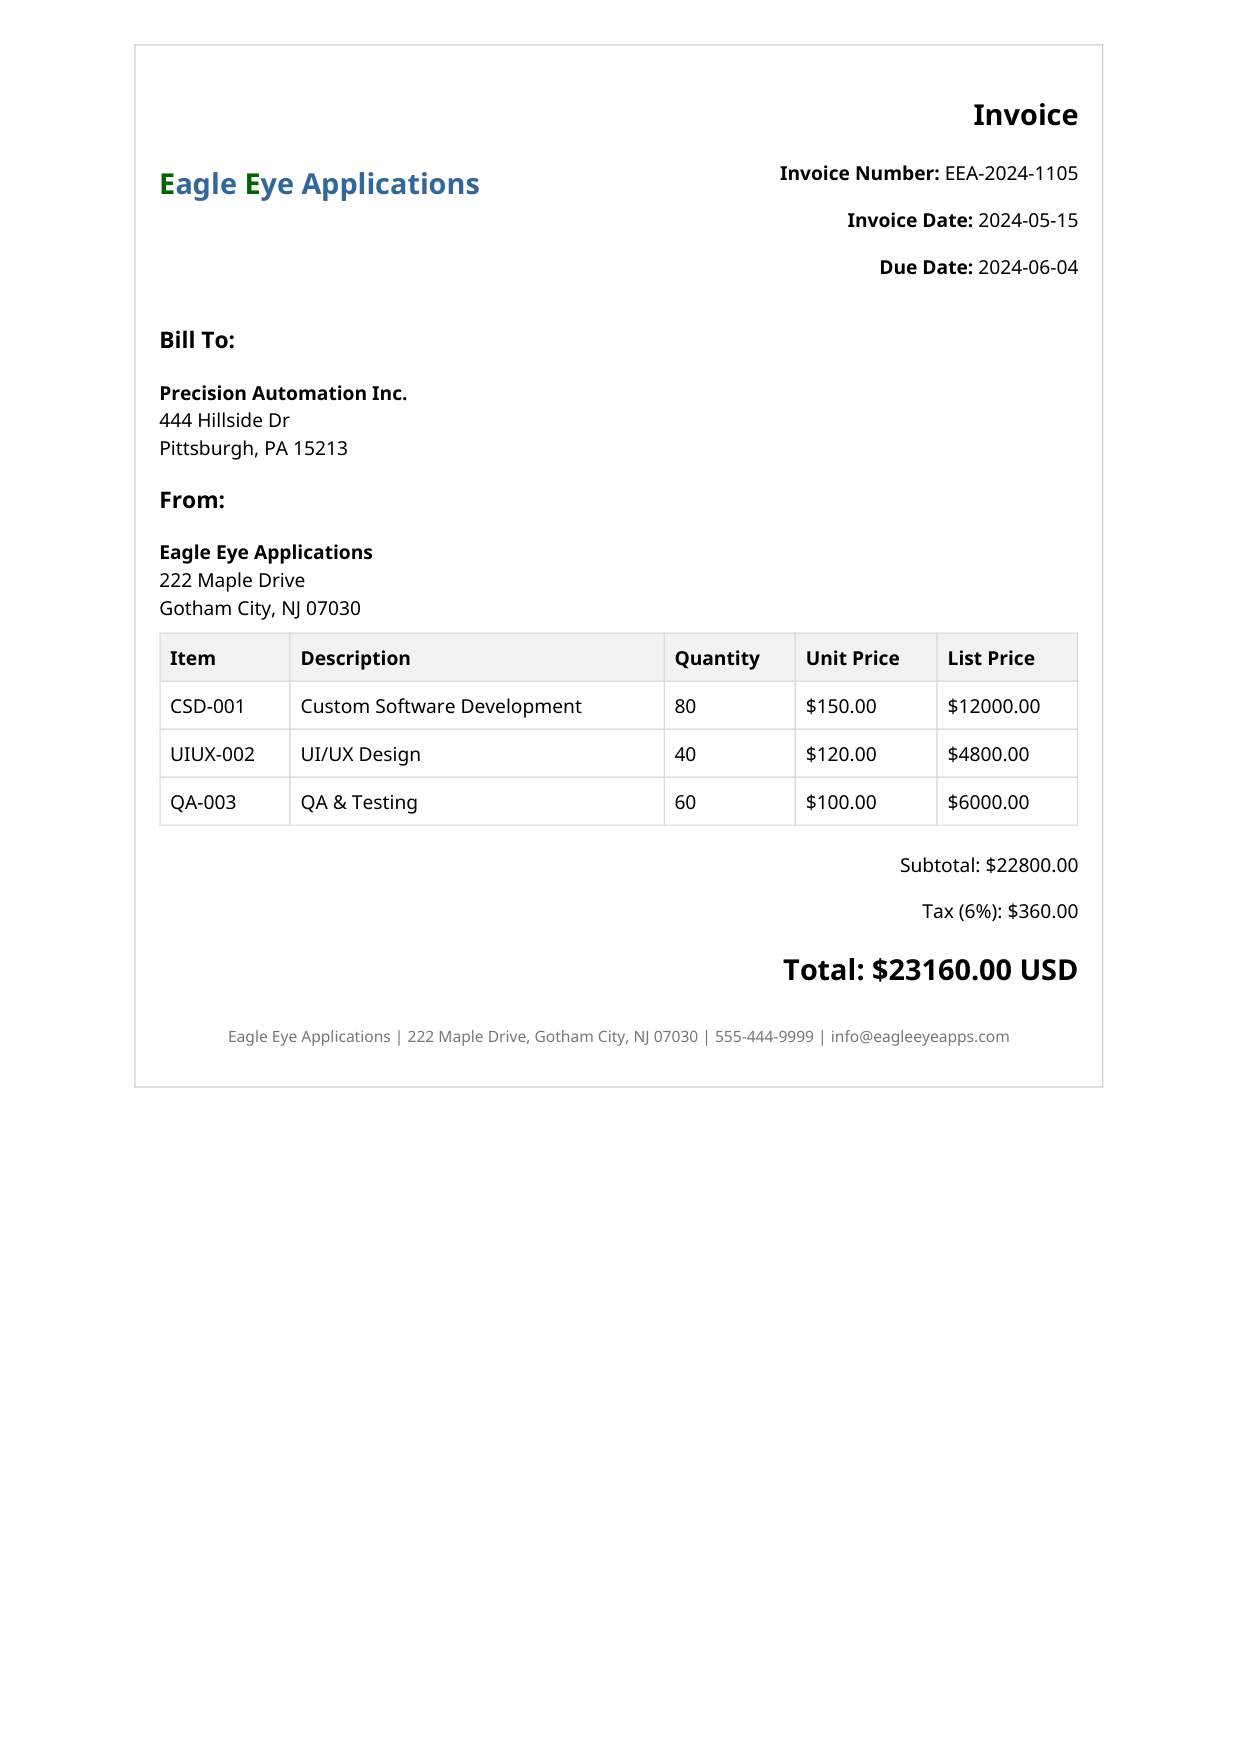 Invoice
Eagle Eye Applications
Invoice Number: EEA-2024-1105
Invoice Date: 2024-05-15
Due Date: 2024-06-04
Bill To:
Precision Automation Inc.
444 Hillside Dr
Pittsburgh, PA 15213
From:
Eagle Eye Applications
222 Maple Drive
Gotham City, NJ 07030
Item Description Quantity Unit Price List Price
CSD-001 Custom Software Development 80 $150.00 $12000.00
UIUX-002 UI/UX Design 40 $120.00 $4800.00
QA-003 QA & Testing 60 $100.00 $6000.00
Subtotal: $22800.00
Tax (6%): $360.00
Total: $23160.00 USD
Eagle Eye Applications | 222 Maple Drive, Gotham City, NJ 07030 | 555-444-9999 | info@eagleeyeapps.com